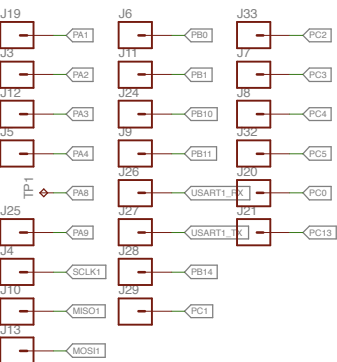 J19 PA1 J6 PB0 J33 PC2
J3 PA2 J11 PB1 J7 PC3
J12 PA3 J24 PB10 J8 PC4
J5 PA4 J9 PB11 J32 PC5
TP1 PA8 J26 USART1_RX J20 PC0
J25 PA9 J27 USART1_TX J21 PC13
J4 SCLK1 J28 PB14
J10 MISO1 J29 PC1
J13 MOSI1